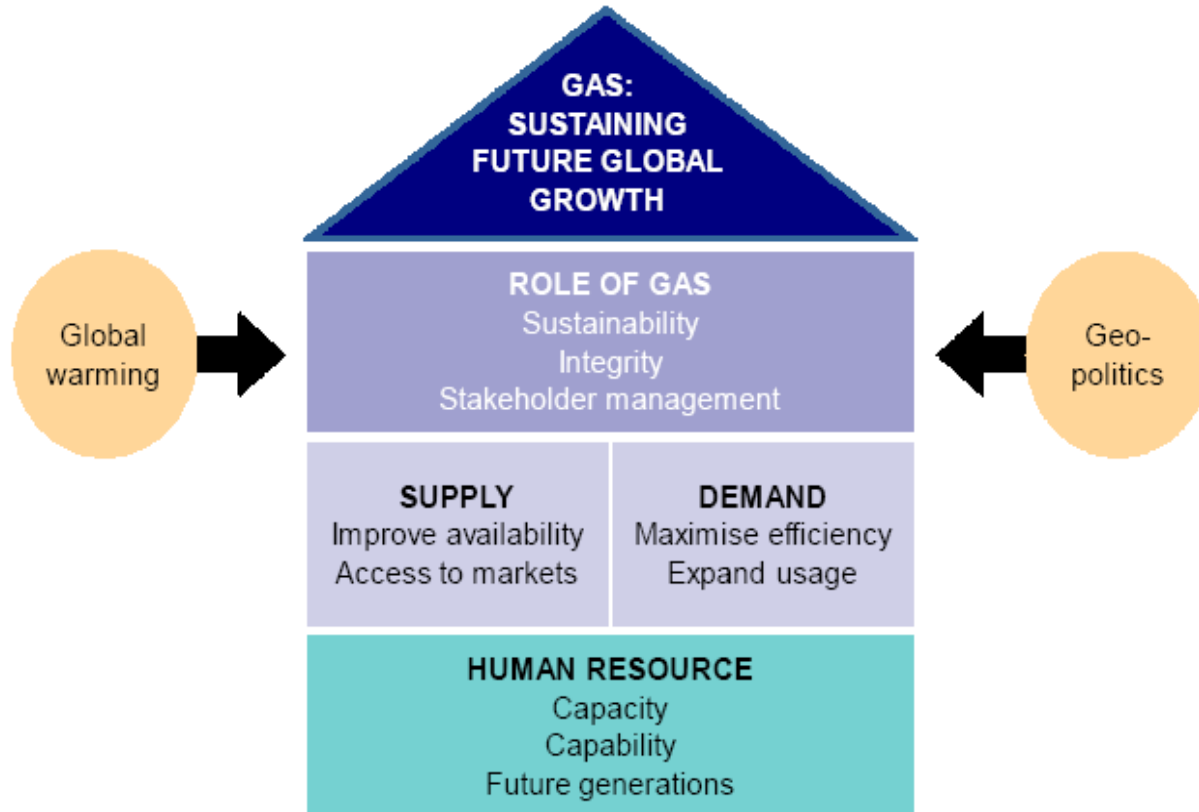 GAS:
SUSTAINING
FUTURE GLOBAL
GROWTH
Global
warming
ROLE OF GAS
Sustainability
Integrity
Stakeholder management
Geo-
politics
SUPPLY
Improve availability
Access to markets
DEMAND
Maximise efficiency
Expand usage
HUMAN RESOURCE
Capacity
Capability
Future generations